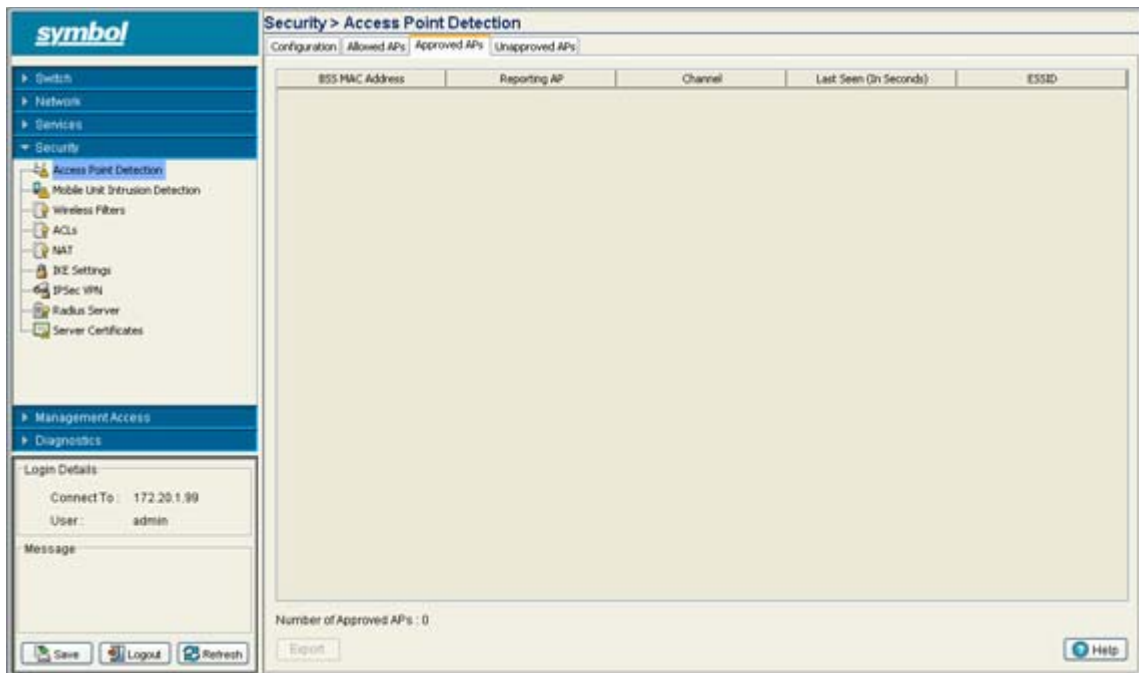 symbol
Security > Access Point Detection
Configuration Allowed APs Approved APs Unapproved APs
BSS MAC Address Reporting AP Channel Last Seen (In Seconds) ESSID
Switch
Network
Services
Security
Access Point Detection
Mobile Unit Intrusion Detection
Wireless Filters
ACLs
NAT
IKE Settings
IPSec VPN
Radius Server
Server Certificates
Management Access
Diagnostics
Login Details
Connect To : 172.20.1.99
User : admin
Message
Save Logout Refresh
Number of Approved APs : 0
Export
Help